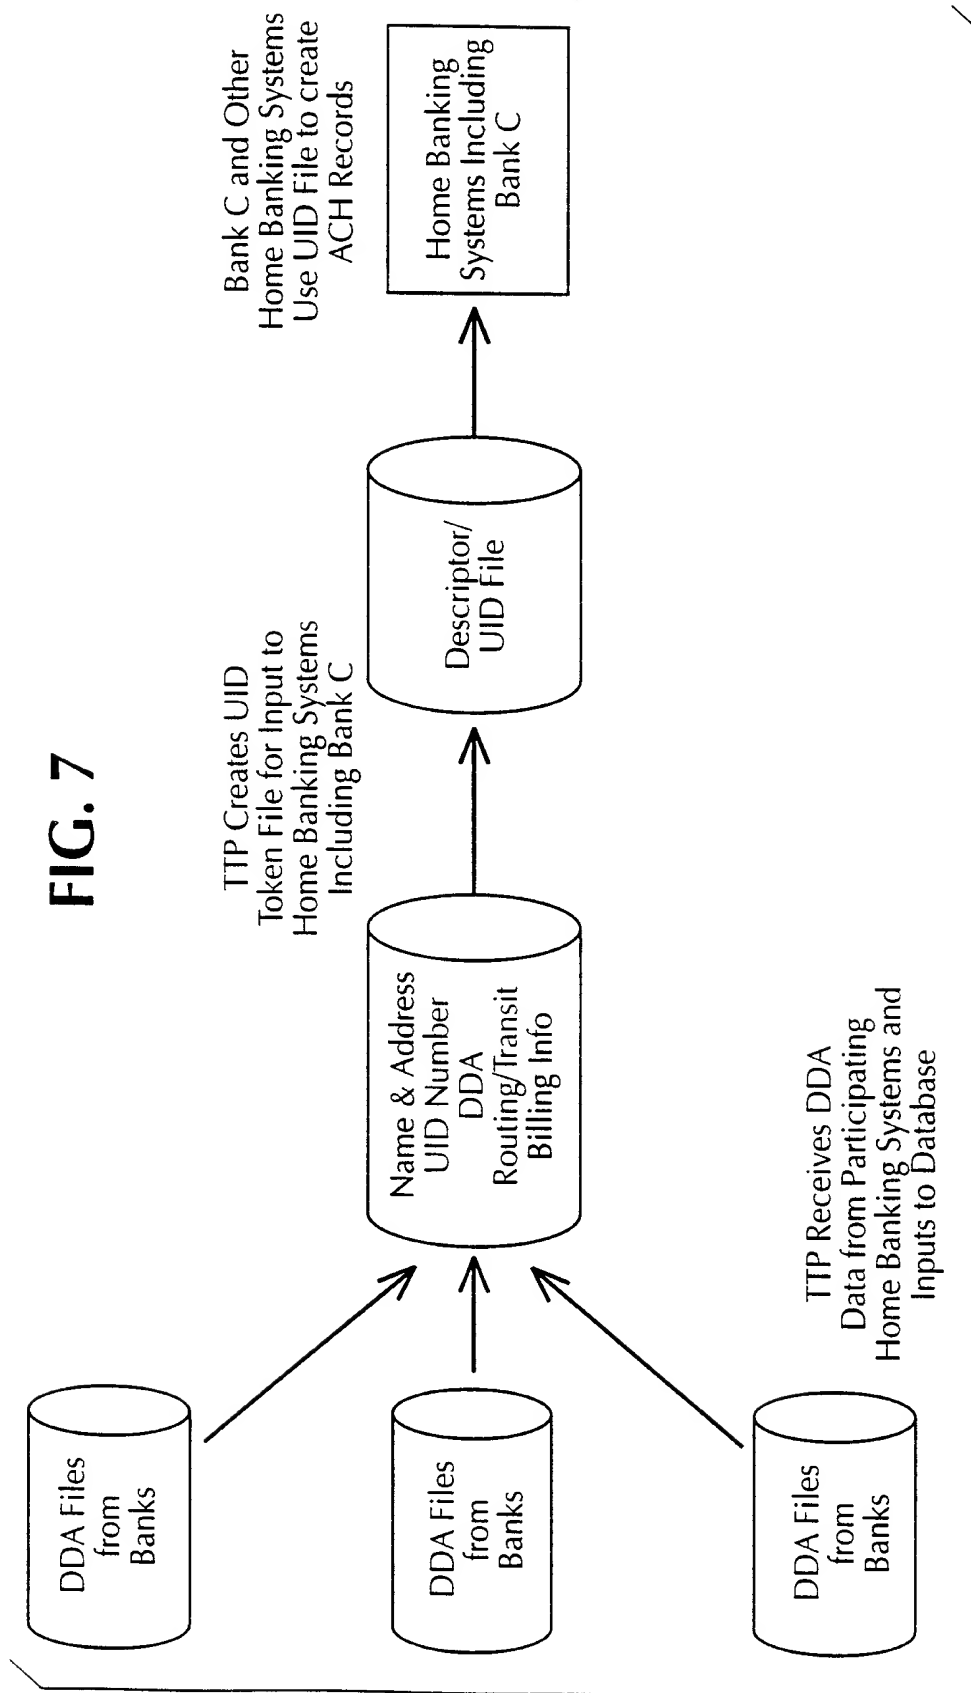 FIG. 7
DDA Files
from
Banks
DDA Files
from
Banks
DDA Files
from
Banks
TTP Receives DDA
Data from Participating
Home Banking Systems and
Inputs to Database
Name & Address
UID Number
DDA
Routing/Transit
Billing Info
TTP Creates UID
Token File for Input to
Home Banking Systems
Including Bank C
Descriptor/
UID File
Bank C and Other
Home Banking Systems
Use UID File to create
ACH Records
Home Banking
Systems Including
Bank C